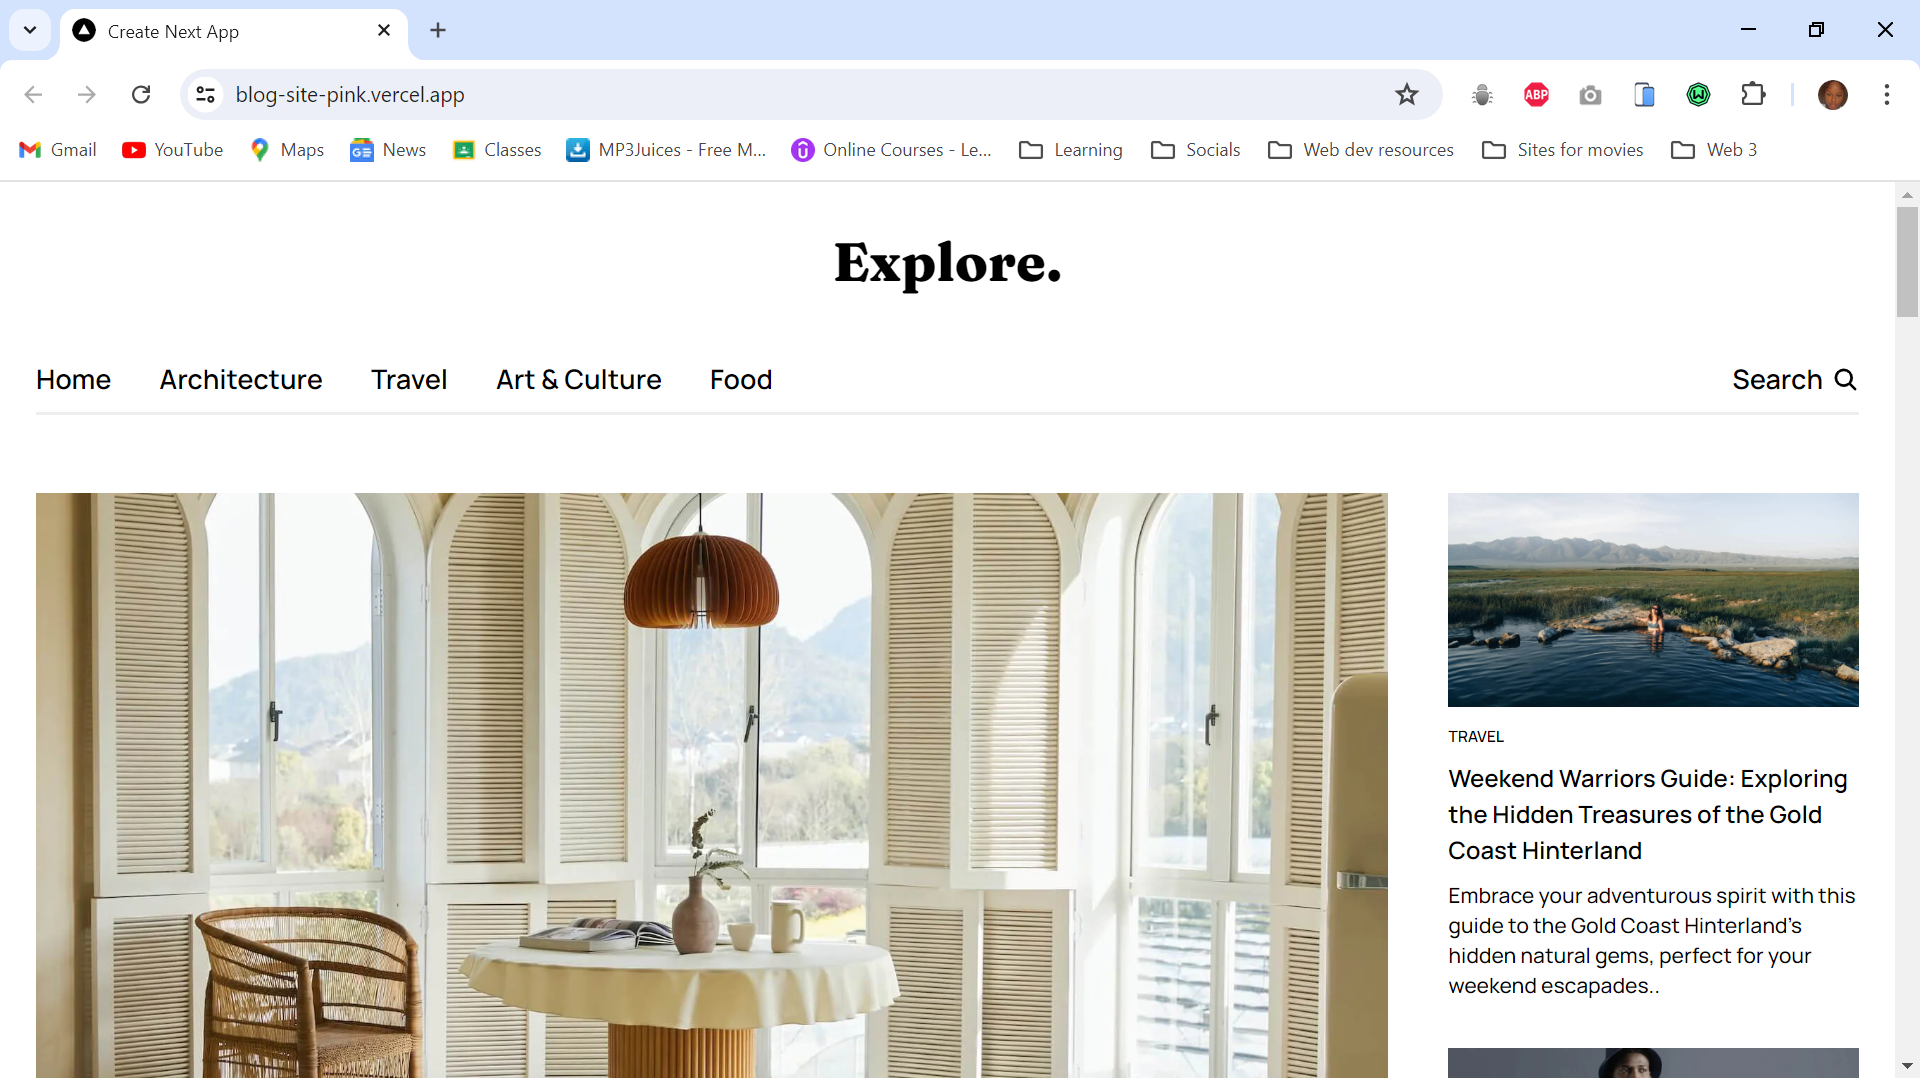 Create Next App
blog-site-pink.vercel.app
ABP
Gmail YouTube Maps News Classes MP3Juices - Free M... Online Courses - Le... Learning Socials Web dev resources Sites for movies Web 3
Explore.
Home Architecture Travel Art & Culture Food Search
TRAVEL
Weekend Warriors Guide: Exploring
the Hidden Treasures of the Gold
Coast Hinterland
Embrace your adventurous spirit with this
guide to the Gold Coast Hinterland's
hidden natural gems, perfect for your
weekend escapades..